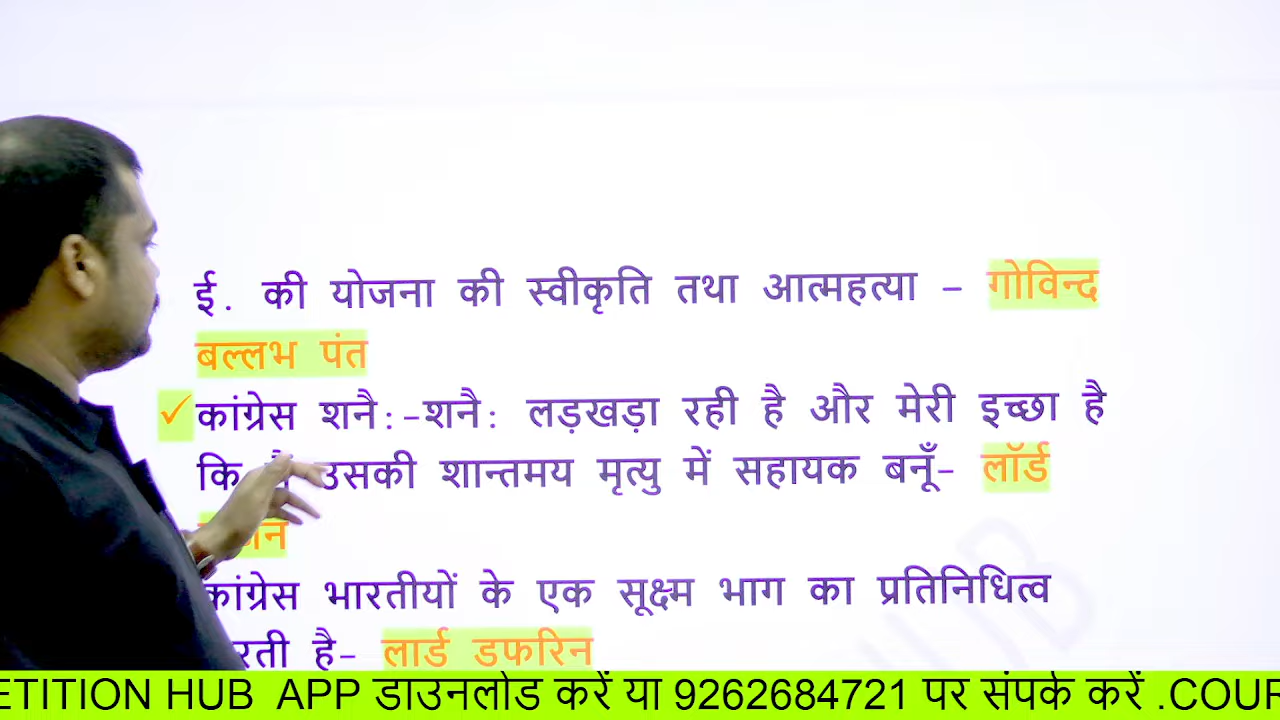 ई. की योजना की स्वीकृति तथा आत्महत्या – गोविन्द
बल्लभ पंत
✓कांग्रेस शनै:-शनै: लड़खड़ा रही है और मेरी इच्छा है
कि उसकी शान्तमय मृत्यु में सहायक बनूँ- लॉर्ड
कांग्रेस भारतीयों के एक सूक्ष्म भाग का प्रतिनिधित्व
है- लार्ड डफरिन
ETITION HUB APP डाउनलोड करें या 9262684721 पर संपर्क करें .COUR